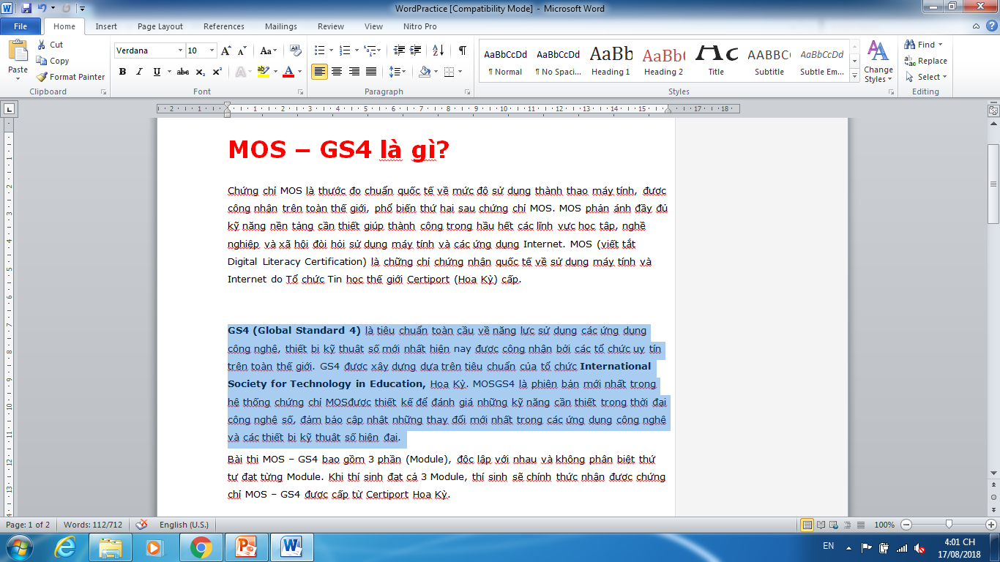 WordPractice [Compatibility Mode] - Microsoft Word
File Home Insert Page Layout References Mailings Review View Nitro Pro
Paste Cut Copy Format Painter
Verdana 10
AaBbCcDd AaBbCcDd AaBb AaBb( AaC AABBC( AaBbCcDd
¶ Normal ¶ No Spaci... Heading 1 Heading 2 Title Subtitle Subtle Em...
Change Styles
Find Replace Select
Clipboard Font Paragraph Styles Editing
2 1 1 2 3 4 5 6 7 8 9 10 11 12 13 14 15 17 18
MOS – GS4 là gì?
Chứng chỉ MOS là thước đo chuẩn quốc tế về mức độ sử dụng thành thạo máy tính, được
công nhận trên toàn thế giới, phổ biến thứ hai sau chứng chỉ MOS. MOS phản ánh đầy đủ
kỹ năng nền tảng cần thiết giúp thành công trong hầu hết các lĩnh vực học tập, nghề
nghiệp và xã hội đòi hỏi sử dụng máy tính và các ứng dụng Internet. MOS (viết tắt
Digital Literacy Certification) là chững chỉ chứng nhận quốc tế về sử dụng máy tính và
Internet do Tổ chức Tin học thế giới Certiport (Hoa Kỳ) cấp.
GS4 (Global Standard 4) là tiêu chuẩn toàn cầu về năng lực sử dụng các ứng dụng
công nghệ, thiết bị kỹ thuật số mới nhất hiện nay được công nhận bởi các tổ chức uy tín
trên toàn thế giới. GS4 được xây dựng dựa trên tiêu chuẩn của tổ chức International
Society for Technology in Education, Hoa Kỳ. MOSGS4 là phiên bản mới nhất trong
hệ thống chứng chỉ MOSđược thiết kế để đánh giá những kỹ năng cần thiết trong thời đại
công nghệ số, đảm bảo cập nhật những thay đổi mới nhất trong các ứng dụng công nghệ
và các thiết bị kỹ thuật số hiện đại.
Bài thi MOS – GS4 bao gồm 3 phần (Module), độc lập với nhau và không phân biệt thứ
tự đạt từng Module. Khi thí sinh đạt cả 3 Module, thí sinh sẽ chính thức nhận được chứng
chỉ MOS – GS4 được cấp từ Certiport Hoa Kỳ.
Page: 1 of 2 Words: 112/712 English (U.S.) 100%
EN 4:01 CH
17/08/2018